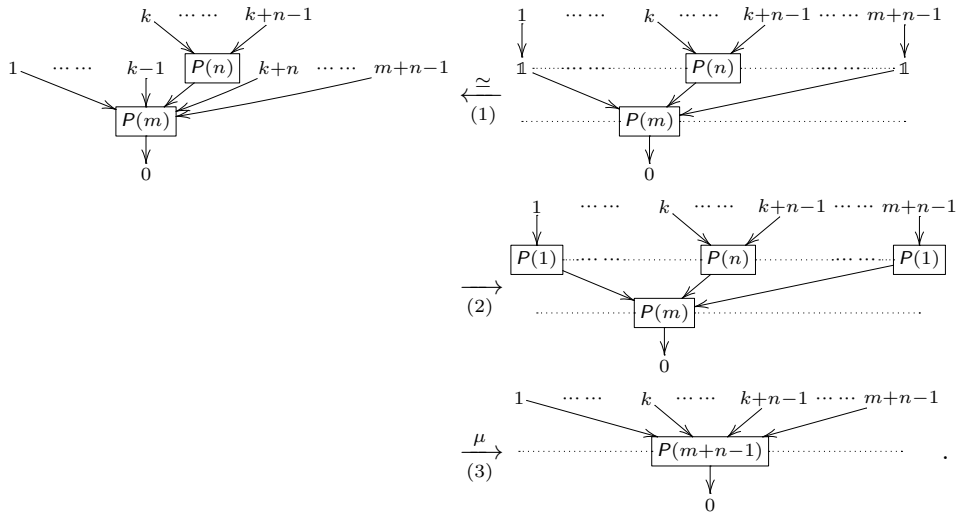 k ⋯⋯ k+n−1 1 ⋯⋯ k ⋯⋯ k+n−1 ⋯⋯ m+n−1
1 ⋯⋯ k−1 P(n) k+n ⋯⋯ m+n−1 ≃ 𝟙 ⋯⋯ P(n) ⋯⋯ 𝟙
P(m) (1) P(m)
0 0
1 ⋯⋯ k ⋯⋯ k+n−1 ⋯⋯ m+n−1
P(1) ⋯⋯ P(n) ⋯⋯ P(1)
(2) P(m)
0
1 ⋯⋯ k ⋯⋯ k+n−1 ⋯⋯ m+n−1
μ
(3) P(m+n−1) .
0